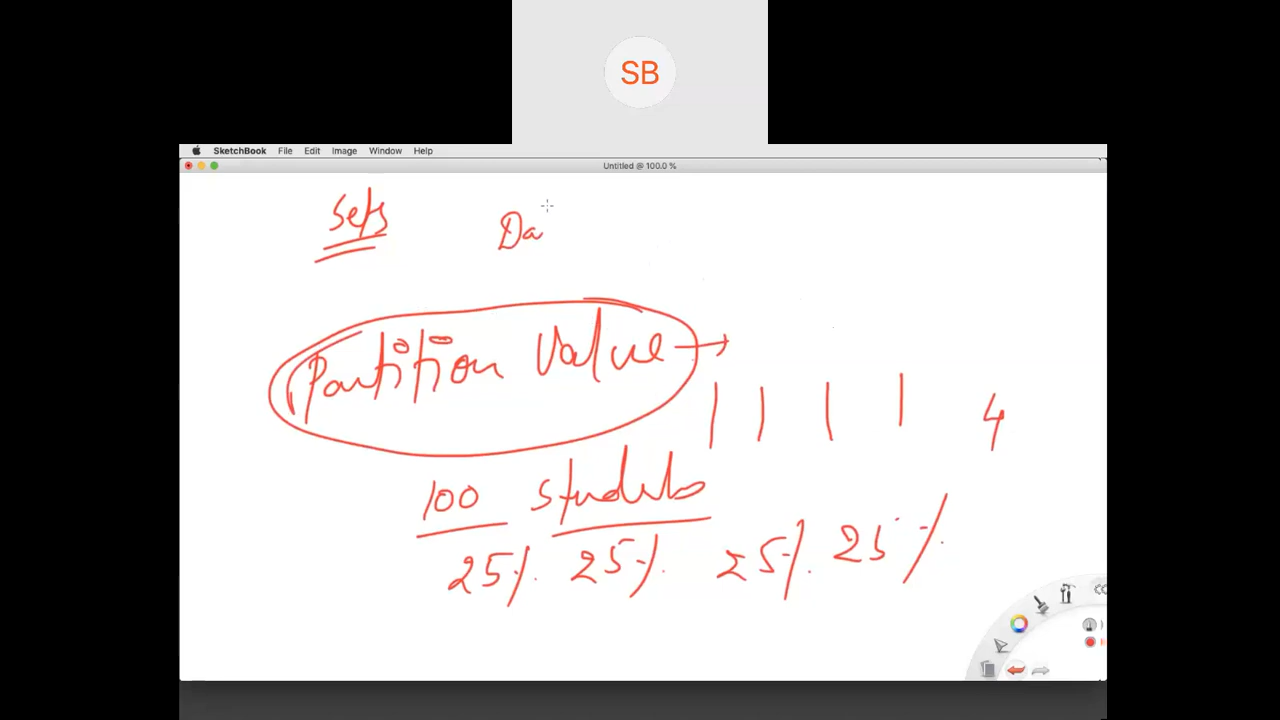 SB
SketchBook File Edit Image Window Help
Untitled @ 100.0 %
Sets Da
Partition Value →
| | | | 4
100 students
25% 25% 25% 25%